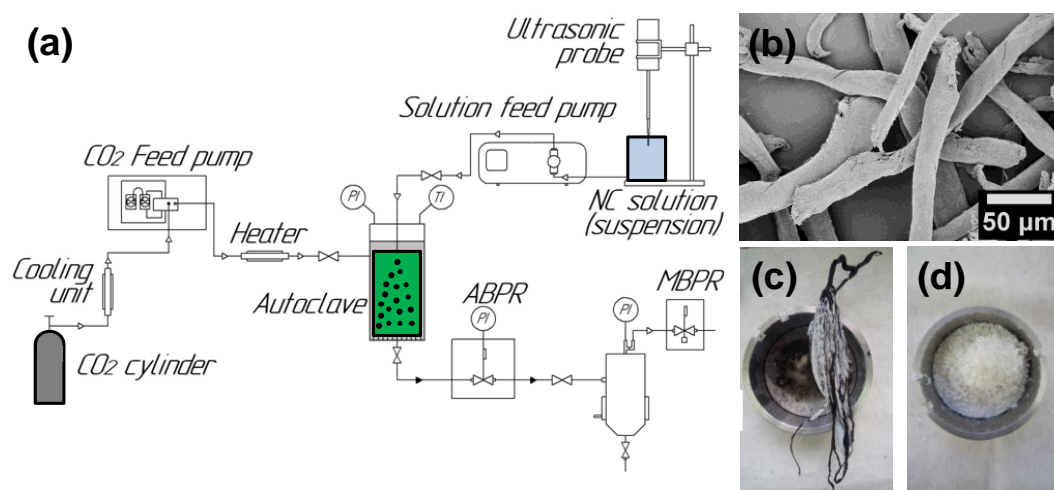 (a)
Ultrasonic
probe
Solution feed pump
CO2 Feed pump
PI
TI
NC solution
(suspension)
Heater
Cooling
unit
Autoclave
ABPR
PI
MBPR
PI
CO2 cylinder
(b)
50 µm
(c)
(d)